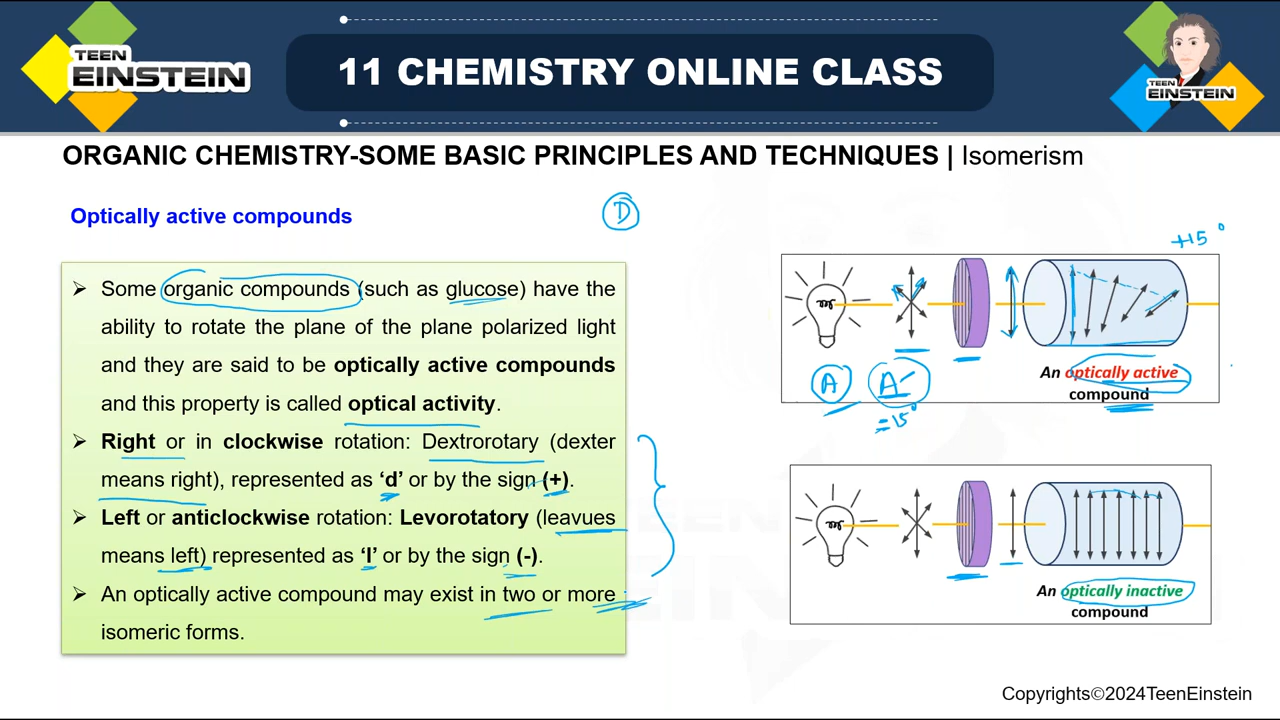 TEEN
EINSTEIN
11 CHEMISTRY ONLINE CLASS
TEEN
EINSTEIN
ORGANIC CHEMISTRY-SOME BASIC PRINCIPLES AND TECHNIQUES | Isomerism
Optically active compounds
D
➢ Some organic compounds (such as glucose) have the
ability to rotate the plane of the plane polarized light
and they are said to be optically active compounds
and this property is called optical activity.
➢ Right or in clockwise rotation: Dextrorotary (dexter
means right), represented as ‘d’ or by the sign (+).
➢ Left or anticlockwise rotation: Levorotatory (leavues
means left) represented as ‘l’ or by the sign (-).
➢ An optically active compound may exist in two or more
isomeric forms.
+15°
An optically active
compound
A
A
-15°
An optically inactive
compound
Copyrights©2024TeenEinstein